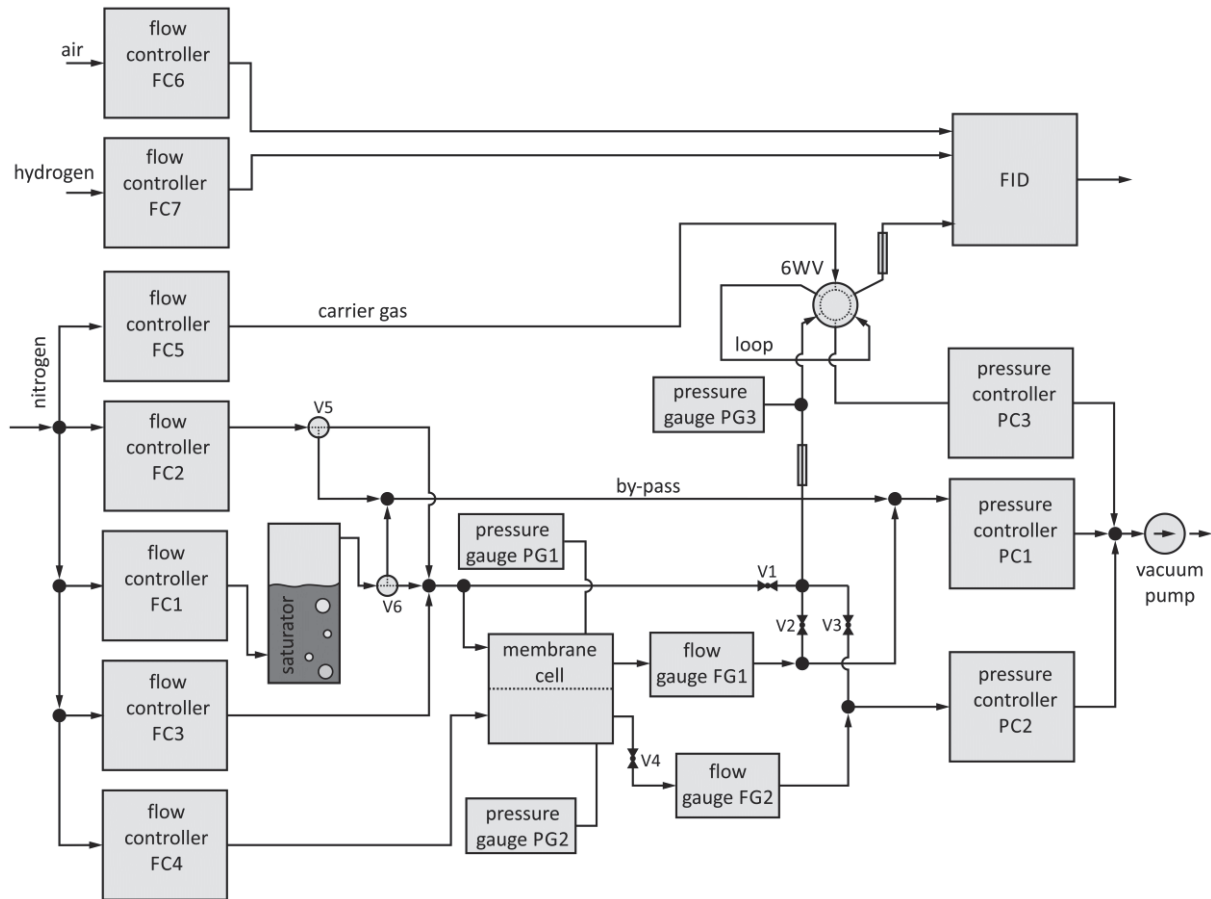 flow
controller
FC6
air
flow
controller
FC7
hydrogen
FID
6WV
flow
controller
FC5
carrier gas
loop
nitrogen
pressure
gauge PG3
pressure
controller
PC3
flow
controller
FC2
V5
by-pass
pressure
controller
PC1
vacuum
pump
flow
controller
FC1
saturator
V6
pressure
gauge PG1
V1
V2
V3
membrane
cell
flow
gauge FG1
pressure
controller
PC2
flow
controller
FC3
V4
flow
gauge FG2
pressure
gauge PG2
flow
controller
FC4